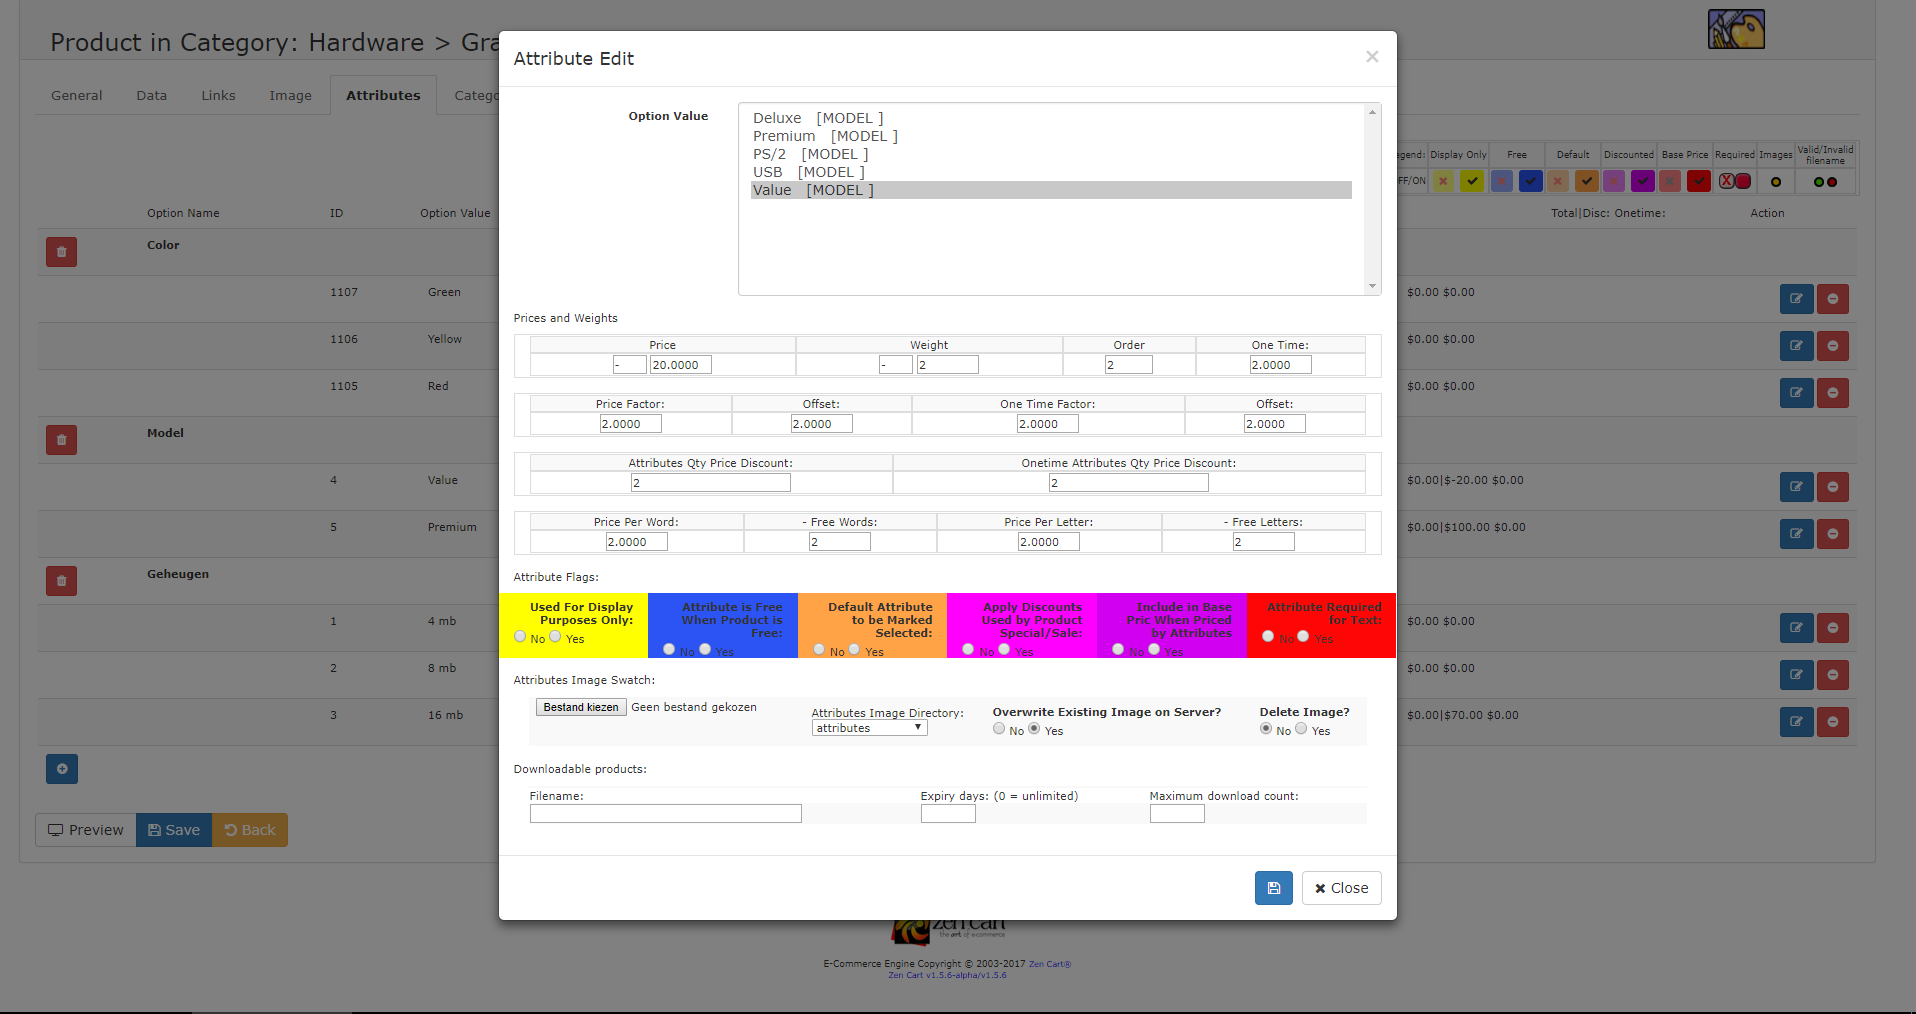 Product in Category: Hardware > Gra
General Data Links Image Attributes Catego
Attribute Edit ×
Option Value
Deluxe [MODEL ]
Premium [MODEL ]
PS/2 [MODEL ]
USB [MODEL ]
Value [MODEL ]
Display Only Free Default Discounted Base Price Required Images Valid/Invalid filename
FF/ON
Option Name ID Option Value Total|Disc: Onetime: Action
Color
1107 Green $0.00 $0.00
1106 Yellow $0.00 $0.00
1105 Red $0.00 $0.00
Model
4 Value $0.00|$-20.00 $0.00
5 Premium $0.00|$100.00 $0.00
Geheugen
1 4 mb $0.00 $0.00
2 8 mb $0.00 $0.00
3 16 mb $0.00|$70.00 $0.00
Preview Save Back
Prices and Weights
Price Weight Order One Time:
- 20.0000 - 2 2 2.0000
Price Factor: Offset: One Time Factor: Offset:
2.0000 2.0000 2.0000 2.0000
Attributes Qty Price Discount: Onetime Attributes Qty Price Discount:
2 2
Price Per Word: - Free Words: Price Per Letter: - Free Letters:
2.0000 2 2.0000 2
Attribute Flags:
Used For Display Purposes Only:
No Yes
Attribute is Free When Product is Free:
No Yes
Default Attribute to be Marked Selected:
No Yes
Apply Discounts Used by Product Special/Sale:
No Yes
Include in Base Pric When Priced by Attributes
No Yes
Attribute Required for Text:
No Yes
Attributes Image Swatch:
Bestand kiezen Geen bestand gekozen
Attributes Image Directory:
attributes
Overwrite Existing Image on Server?
No Yes
Delete Image?
No Yes
Downloadable products:
Filename: Expiry days: (0 = unlimited) Maximum download count:
Close
zen cart
the art of e-commerce
E-Commerce Engine Copyright © 2003-2017 Zen Cart®
Zen Cart v1.5.6-alpha/v1.5.6